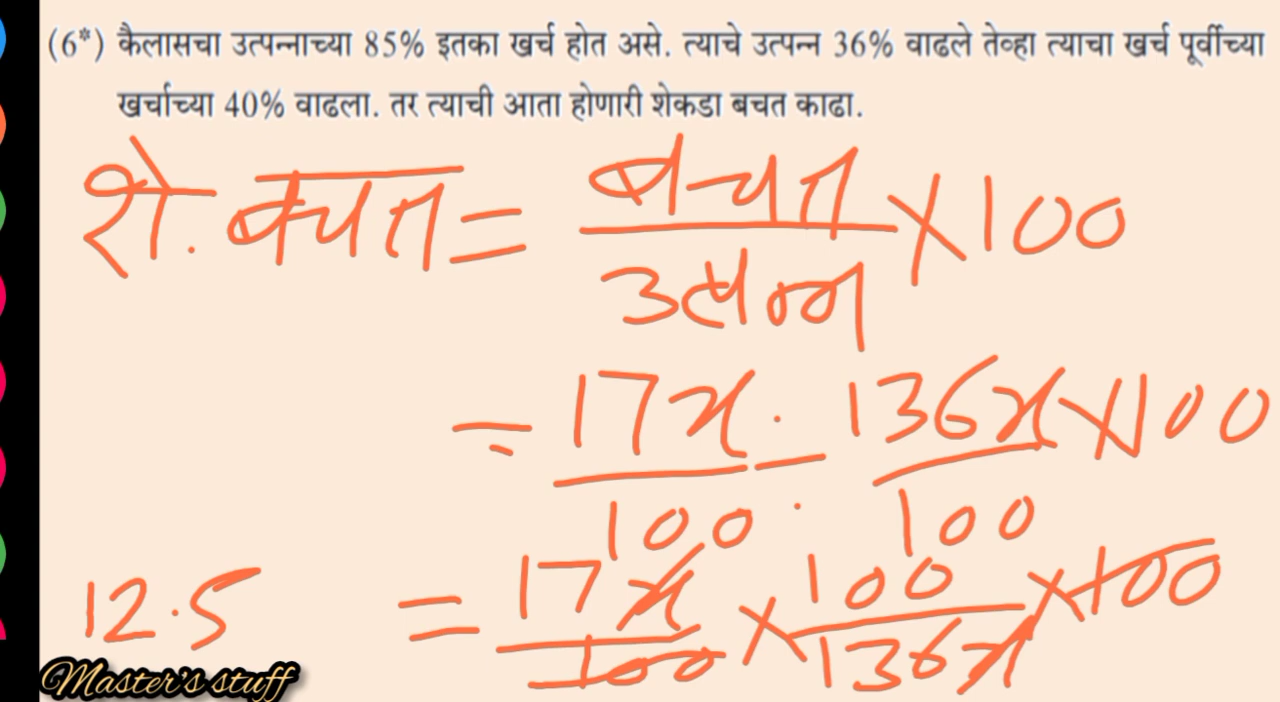 (6*) कैलासचा उत्पन्नाच्या 85% इतका खर्च होत असे. त्याचे उत्पन्न 36% वाढले तेव्हा त्याचा खर्च पूर्वीच्या
खर्चाच्या 40% वाढला. तर त्याची आता होणारी शेकडा बचत काढा.
शे. बचत = बचत / उत्पन्न × 100
= 17x / 100 ÷ 136x / 100 × 100
12.5 = 17x / 100 × 100 / 136x × 100
Master's stuff